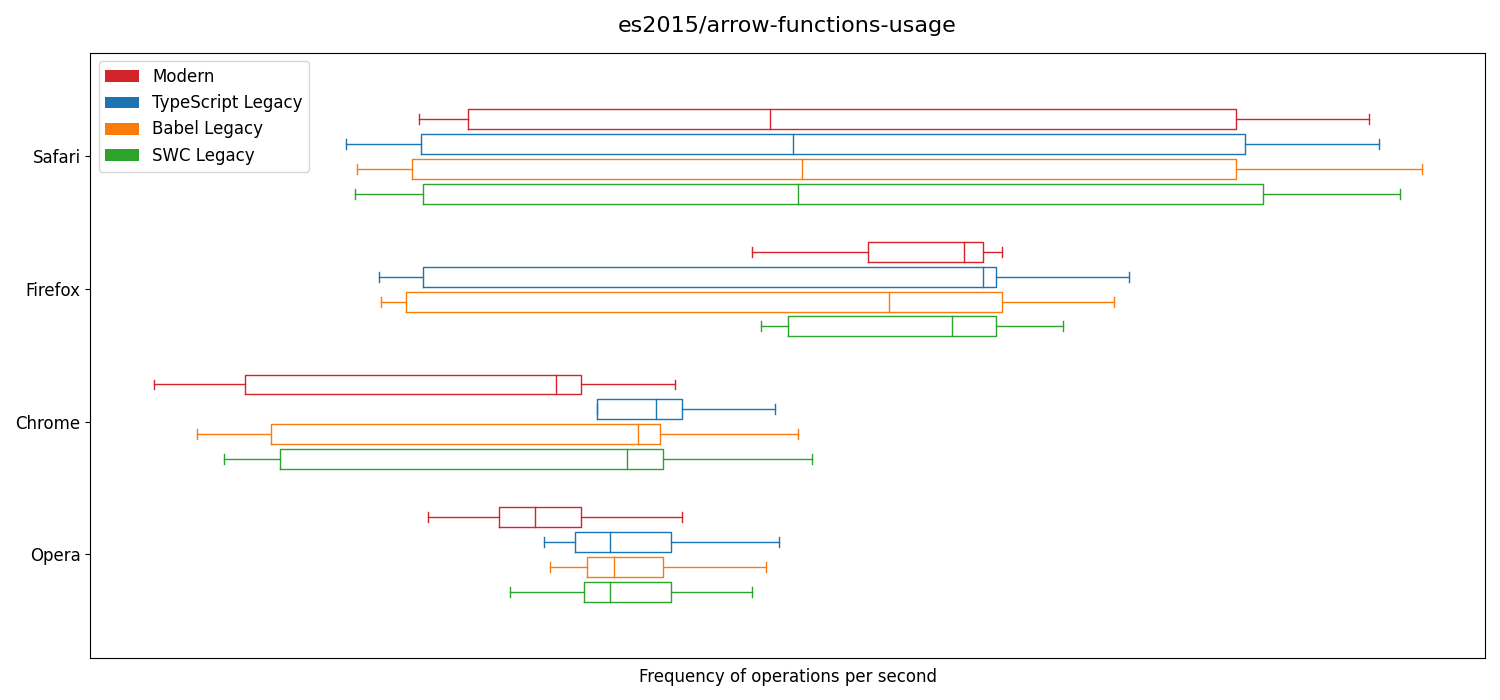 es2015/arrow-functions-usage
Modern
TypeScript Legacy
Babel Legacy
SWC Legacy
Safari
Firefox
Chrome
Opera
Frequency of operations per second